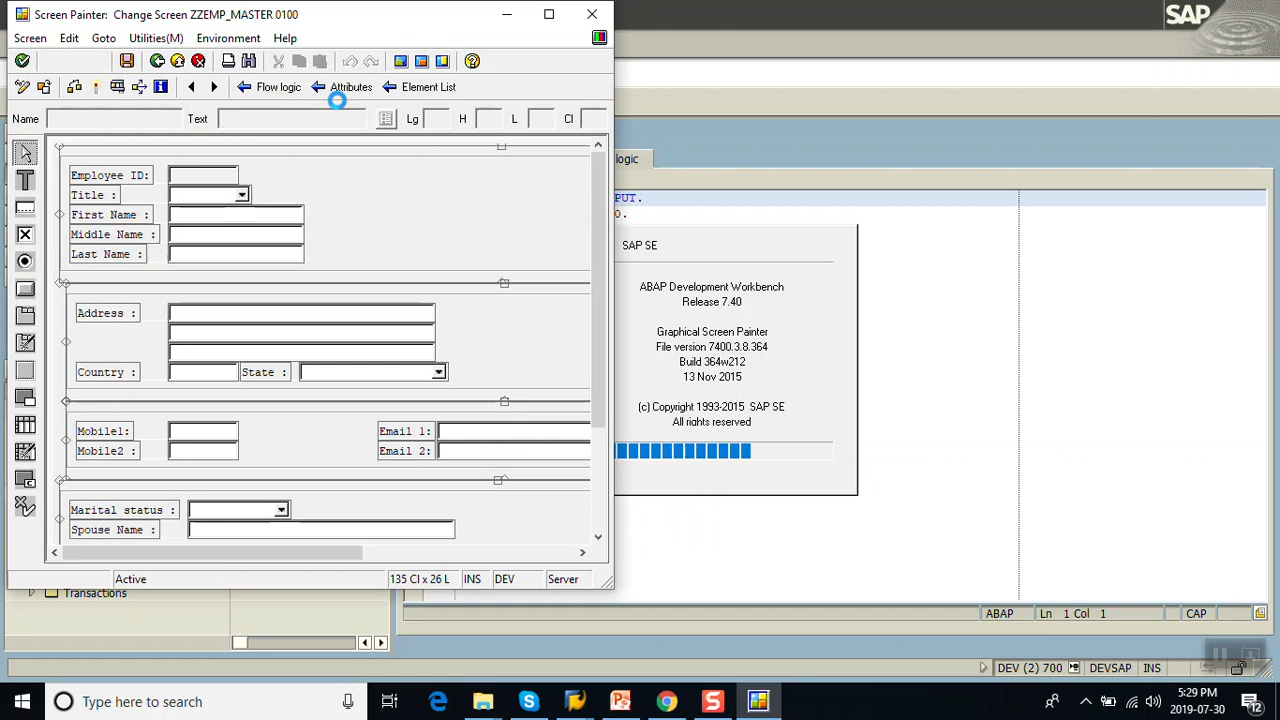 Screen Painter: Change Screen ZZEMP_MASTER 0100
SAP
Screen Edit Goto Utilities(M) Environment Help
Flow logic Attributes Element List
Name Text Lg H L Cl
Employee ID:
Title :
First Name :
Middle Name :
Last Name :
Address :
Country : State :
Mobile1: Email 1:
Mobile2 : Email 2:
Marital status :
Spouse Name :
Active 135 Cl x 26 L INS DEV Server
logic
PUT.
O.
SAP SE
ABAP Development Workbench
Release 7.40
Graphical Screen Painter
File version 7400.3.8.364
Build 364w212
13 Nov 2015
(c) Copyright 1993-2015 SAP SE
All rights reserved
Transactions
ABAP Ln 1 Col 1 CAP
DEV (2) 700 DEVSAP INS
Type here to search
5:29 PM
2019-07-30
12